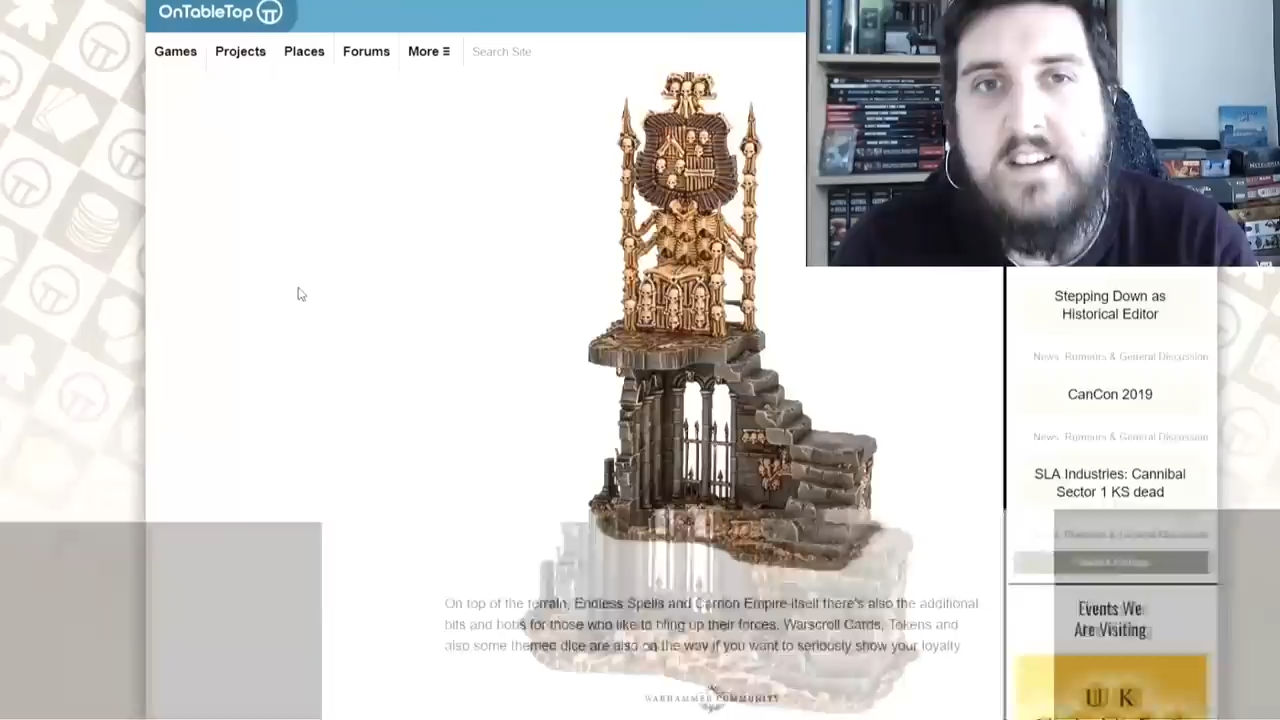 OnTableTop
Games Projects Places Forums More ≡ Search Site
Stepping Down as
Historical Editor
News, Rumours & General Discussion
CanCon 2019
News, Rumours & General Discussion
SLA Industries: Cannibal
Sector 1 KS dead
News, Rumours & General Discussion
On top of the terrain, Endless Spells and Carrion Empire itself there's also the additional
bits and bobs for those who like to bling up their forces. Warscroll Cards, Tokens and
also some themed dice are also on the way if you want to seriously show your loyalty
WARHAMMER COMMUNITY
Events We
Are Visiting
UK